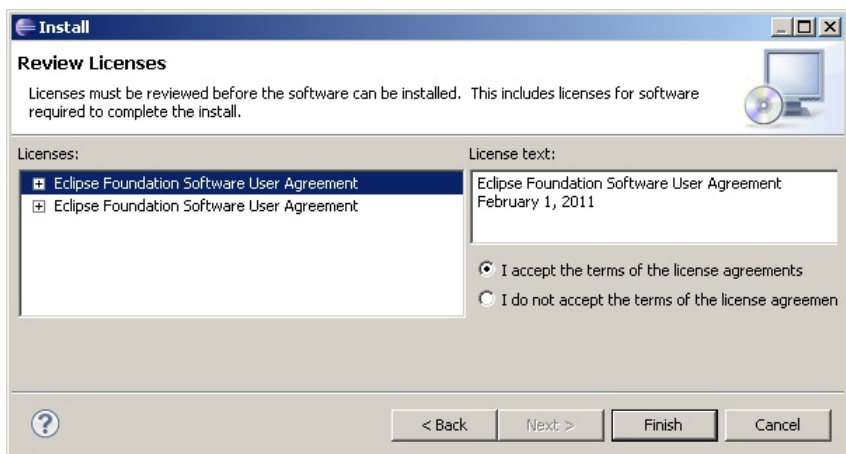 Install
Review Licenses
Licenses must be reviewed before the software can be installed. This includes licenses for software
required to complete the install.
Licenses:
Eclipse Foundation Software User Agreement
Eclipse Foundation Software User Agreement
License text:
Eclipse Foundation Software User Agreement
February 1, 2011
I accept the terms of the license agreements
I do not accept the terms of the license agreemen
< Back
Next >
Finish
Cancel